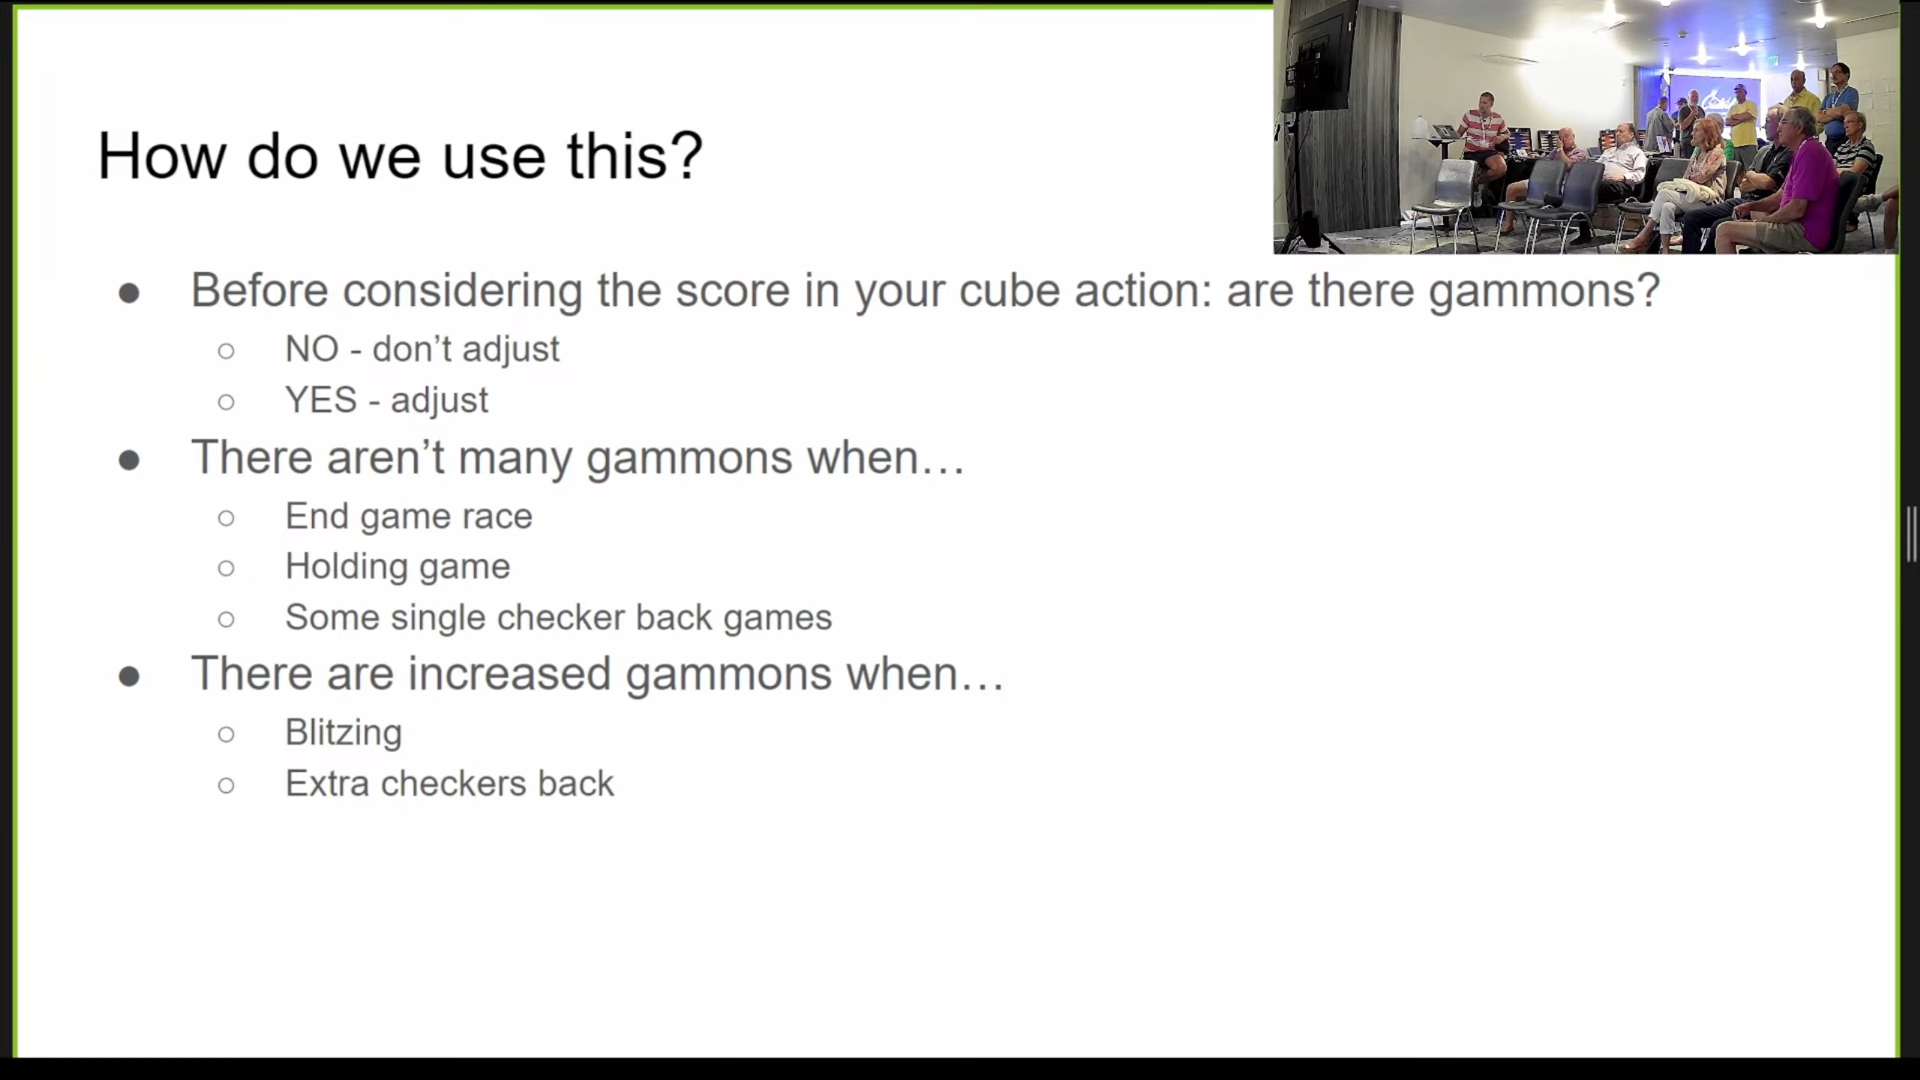 How do we use this?
● Before considering the score in your cube action: are there gammons?
○ NO - don’t adjust
○ YES - adjust
● There aren’t many gammons when…
○ End game race
○ Holding game
○ Some single checker back games
● There are increased gammons when…
○ Blitzing
○ Extra checkers back